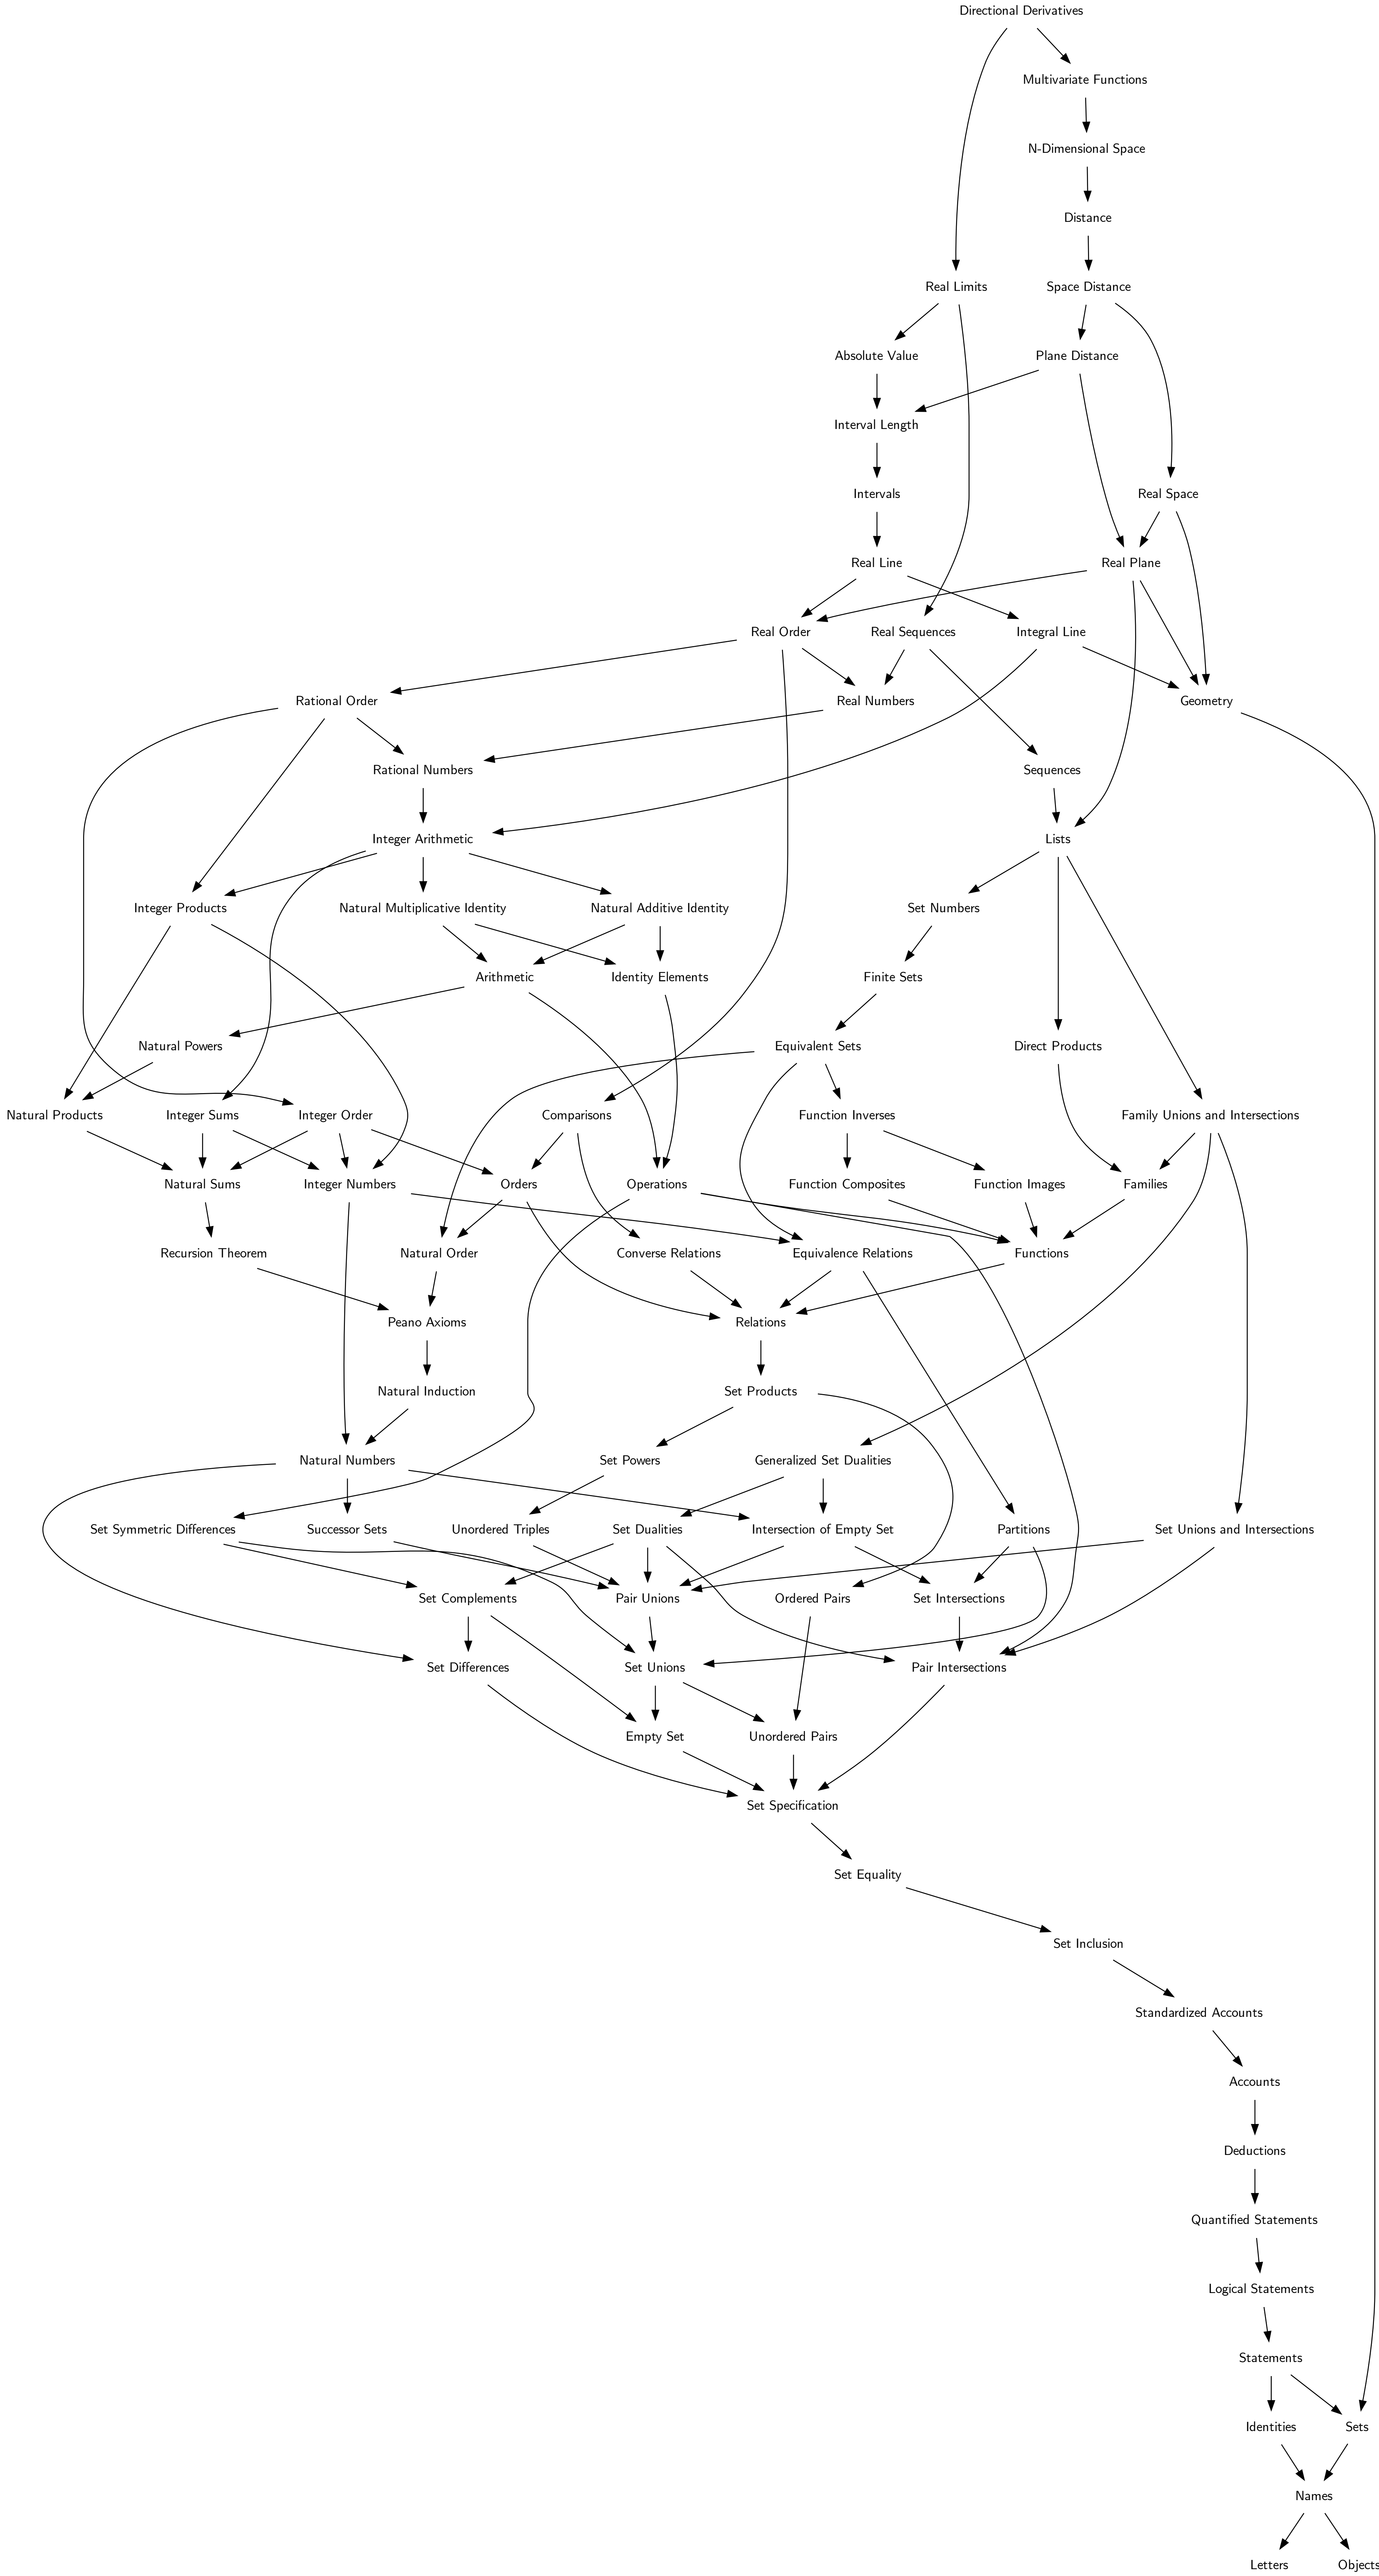 Directional Derivatives
Multivariate Functions
N-Dimensional Space
Distance
Real Limits
Space Distance
Absolute Value
Plane Distance
Interval Length
Intervals
Real Space
Real Line
Real Plane
Real Order
Real Sequences
Integral Line
Rational Order
Real Numbers
Geometry
Rational Numbers
Sequences
Integer Arithmetic
Lists
Integer Products
Natural Multiplicative Identity
Natural Additive Identity
Set Numbers
Arithmetic
Identity Elements
Finite Sets
Natural Powers
Equivalent Sets
Direct Products
Natural Products
Integer Sums
Integer Order
Comparisons
Function Inverses
Family Unions and Intersections
Natural Sums
Integer Numbers
Orders
Operations
Function Composites
Function Images
Families
Recursion Theorem
Natural Order
Converse Relations
Equivalence Relations
Functions
Peano Axioms
Relations
Natural Induction
Set Products
Natural Numbers
Set Powers
Generalized Set Dualities
Set Symmetric Differences
Successor Sets
Unordered Triples
Set Dualities
Intersection of Empty Set
Partitions
Set Unions and Intersections
Set Complements
Pair Unions
Ordered Pairs
Set Intersections
Set Differences
Set Unions
Pair Intersections
Empty Set
Unordered Pairs
Set Specification
Set Equality
Set Inclusion
Standardized Accounts
Accounts
Deductions
Quantified Statements
Logical Statements
Statements
Identities
Sets
Names
Letters
Objects